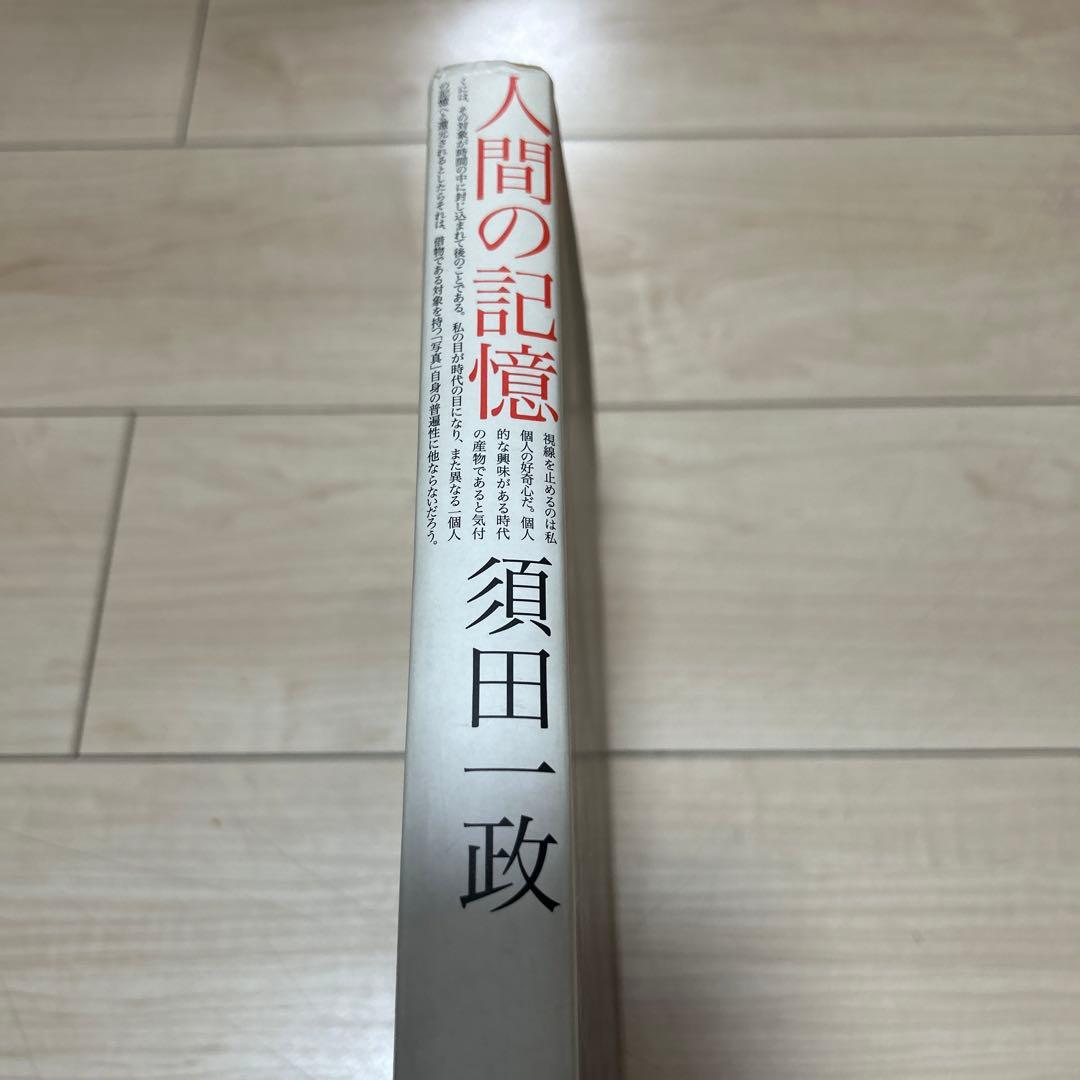 人間の記憶
視線を止めるのは私
個人の好奇心だ。個人
的な興味がある時代
の産物であると気付
くには、その対象が時間の中に封じ込まれて後のことである。私の目が時代の目になり、また異なる一個人
の記憶へと還元されるとしたらそれは、借物である対象を持つ「写真」自身の普遍性に他ならないだろう。
須田一政